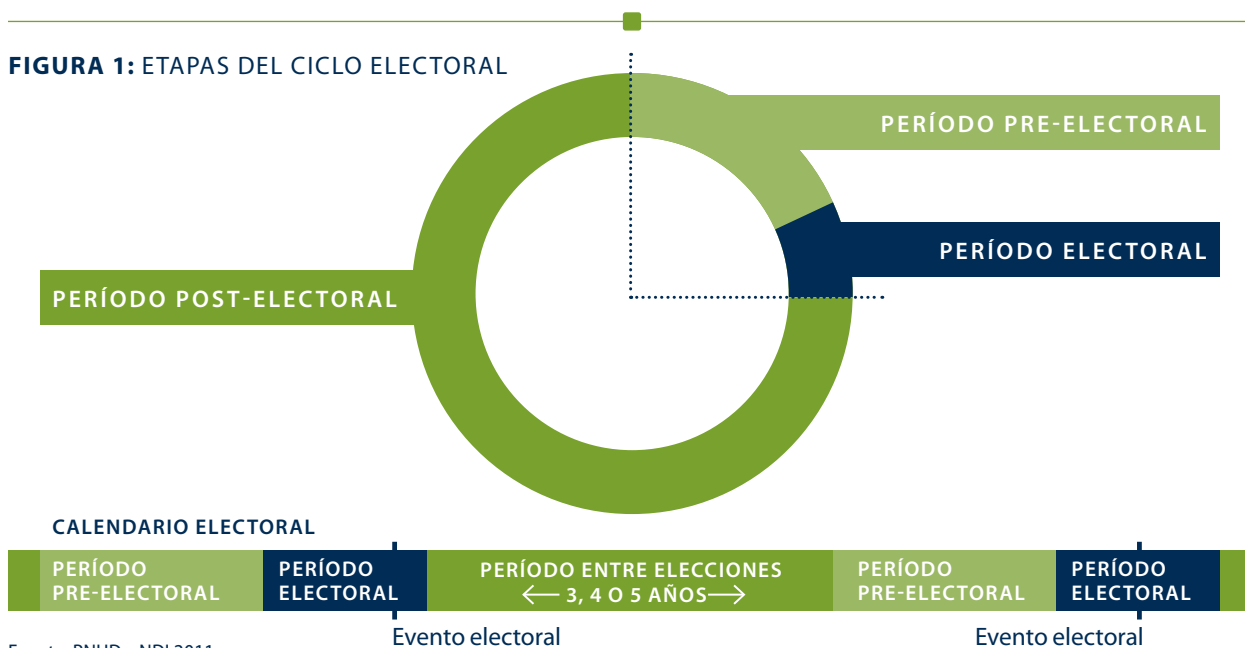 FIGURA 1: ETAPAS DEL CICLO ELECTORAL
PERÍODO PRE-ELECTORAL
PERÍODO ELECTORAL
PERÍODO POST-ELECTORAL
CALENDARIO ELECTORAL
PERÍODO
PRE-ELECTORAL
PERÍODO
ELECTORAL
PERÍODO ENTRE ELECCIONES
← 3, 4 O 5 AÑOS →
PERÍODO
PRE-ELECTORAL
PERÍODO
ELECTORAL
Evento electoral
Evento electoral